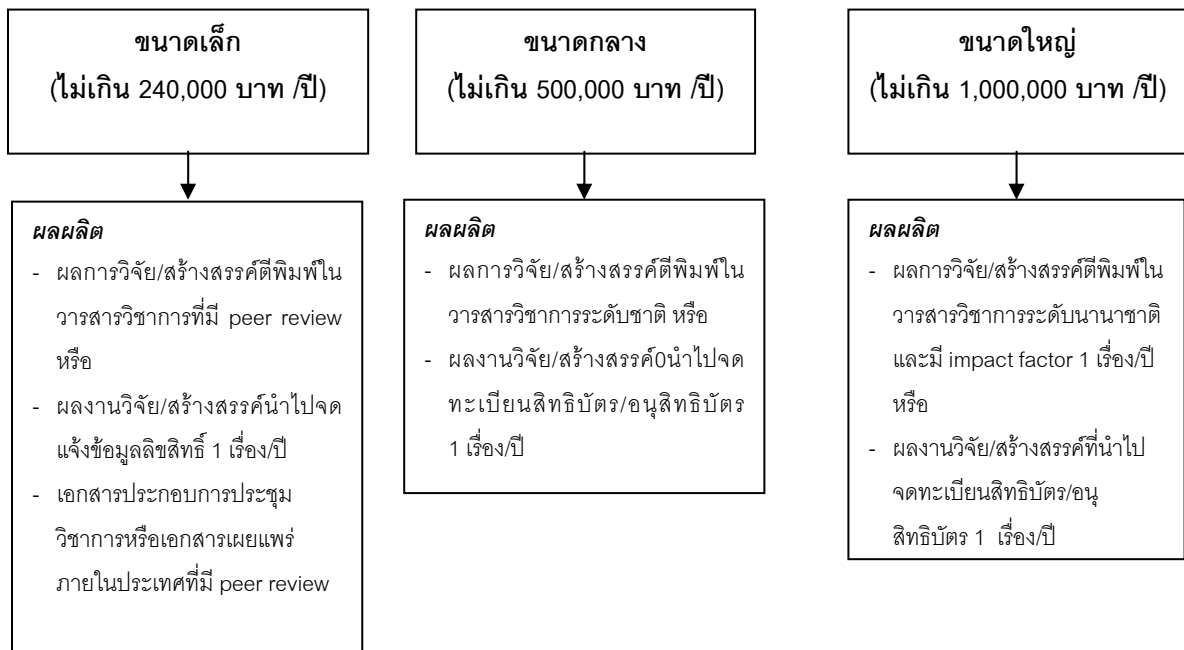 ขนาดเล็ก
(ไม่เกิน 240,000 บาท /ปี)
ผลผลิต
- ผลการวิจัย/สร้างสรรค์ตีพิมพ์ใน
วารสารวิชาการที่มี peer review
หรือ
- ผลงานวิจัย/สร้างสรรค์นำไปจด
แจ้งข้อมูลลิขสิทธิ์ 1 เรื่อง/ปี
- เอกสารประกอบการประชุม
วิชาการหรือเอกสารเผยแพร่
ภายในประเทศที่มี peer review
ขนาดกลาง
(ไม่เกิน 500,000 บาท /ปี)
ผลผลิต
- ผลการวิจัย/สร้างสรรค์ตีพิมพ์ใน
วารสารวิชาการระดับชาติ หรือ
- ผลงานวิจัย/สร้างสรรค์0นำไปจด
ทะเบียนสิทธิบัตร/อนุสิทธิบัตร
1 เรื่อง/ปี
ขนาดใหญ่
(ไม่เกิน 1,000,000 บาท /ปี)
ผลผลิต
- ผลการวิจัย/สร้างสรรค์ตีพิมพ์ใน
วารสารวิชาการระดับนานาชาติ
และมี impact factor 1 เรื่อง/ปี
หรือ
- ผลงานวิจัย/สร้างสรรค์ที่นำไป
จดทะเบียนสิทธิบัตร/อนุ
สิทธิบัตร 1 เรื่อง/ปี